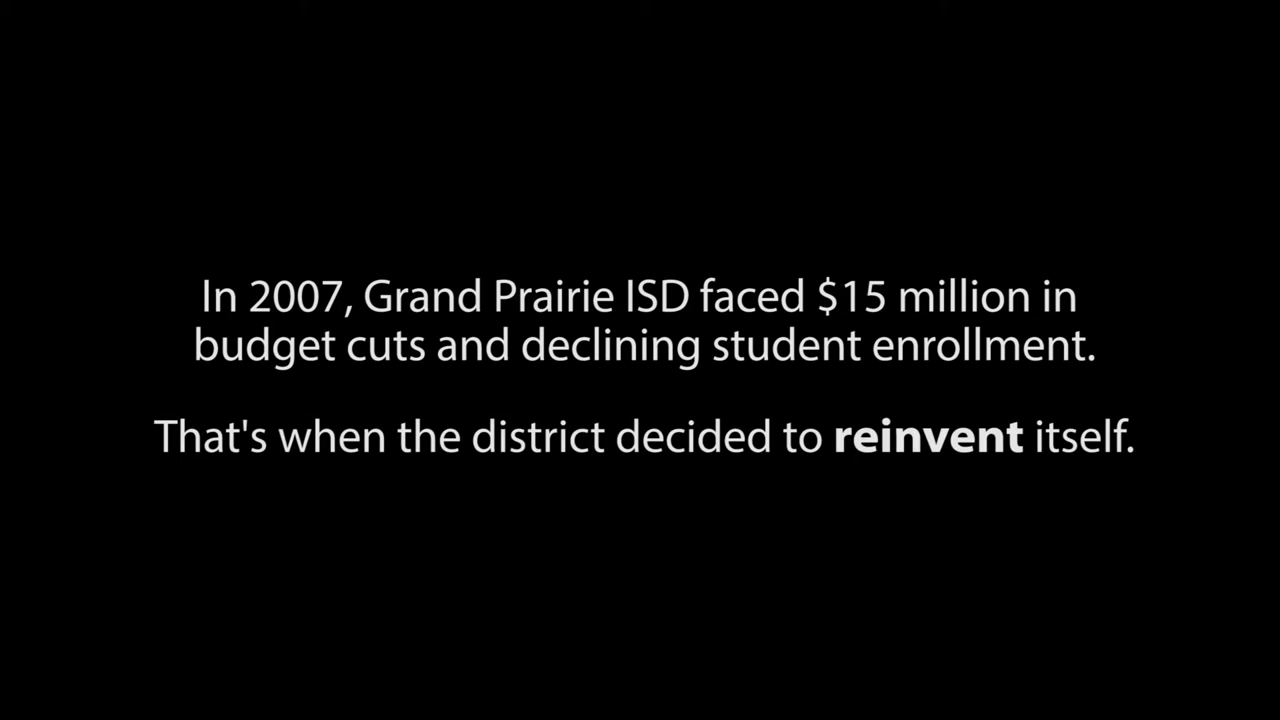 In 2007, Grand Prairie ISD faced $15 million in
budget cuts and declining student enrollment.
That's when the district decided to reinvent itself.